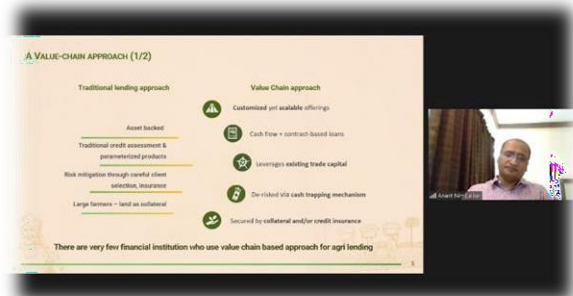 A VALUE-CHAIN APPROACH (1/2)
Traditional lending approach
Value Chain approach
Customized yet scalable offerings
Asset backed
Cash flow + contract-based loans
Traditional credit assessment &
parameterized products
Leverages existing trade capital
Risk mitigation through careful client
selection, insurance
De-risked via cash trapping mechanism
Large farmers – land as collateral
Secured by collateral and/or credit insurance
There are very few financial institution who use value chain based approach for agri lending
5
Anant